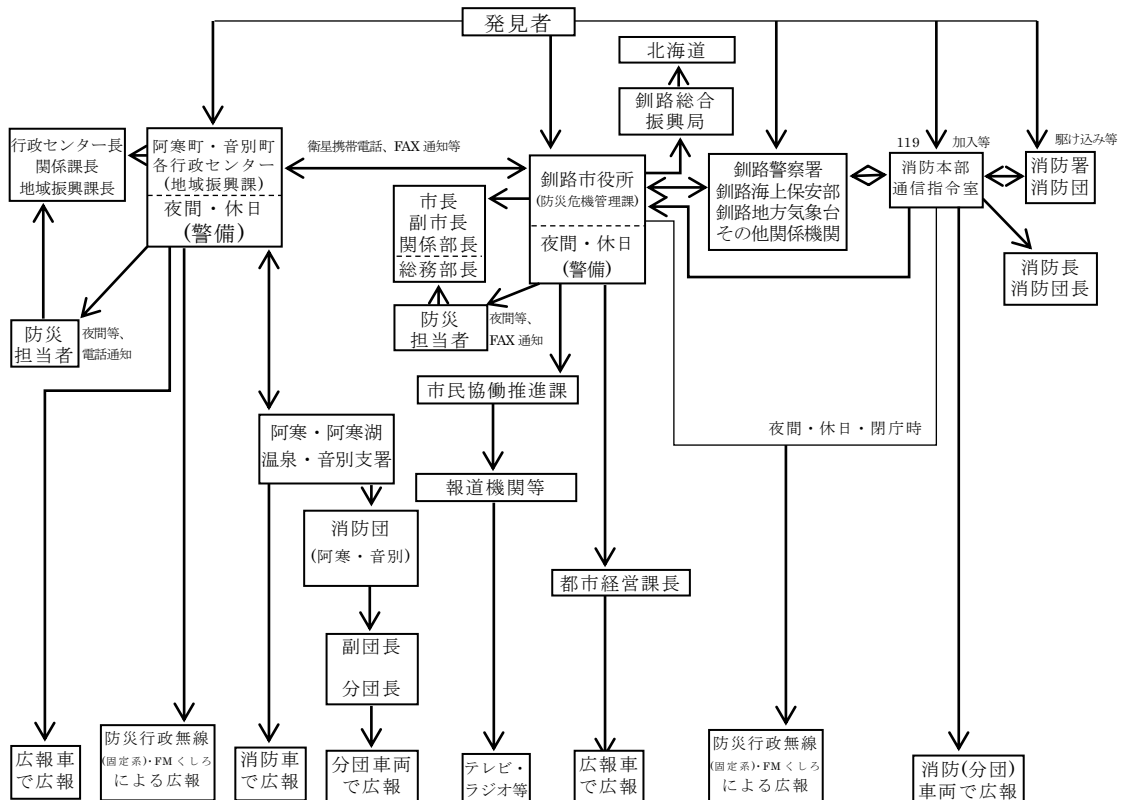 発見者
北海道
釧路総合
振興局
行政センター長
関係課長
地域振興課長
阿寒町・音別町
各行政センター
(地域振興課)
夜間・休日
(警備)
衛星携帯電話、FAX 通知等
釧路市役所
(防災危機管理課)
夜間・休日
(警備)
市長
副市長
関係部長
総務部長
釧路警察署
釧路海上保安部
釧路地方気象台
その他関係機関
119 加入等
消防本部
通信指令室
駆け込み等
消防署
消防団
消防長
消防団長
防災
担当者
夜間等、
電話通知
防災
担当者
夜間等、
FAX 通知
市民協働推進課
夜間・休日・閉庁時
阿寒・阿寒湖
温泉・音別支署
報道機関等
消防団
(阿寒・音別)
都市経営課長
副団長
分団長
広報車
で広報
防災行政無線
(固定系)・FM くしろ
による広報
消防車
で広報
分団車両
で広報
テレビ・
ラジオ等
広報車
で広報
防災行政無線
(固定系)・FM くしろ
による広報
消防(分団)
車両で広報